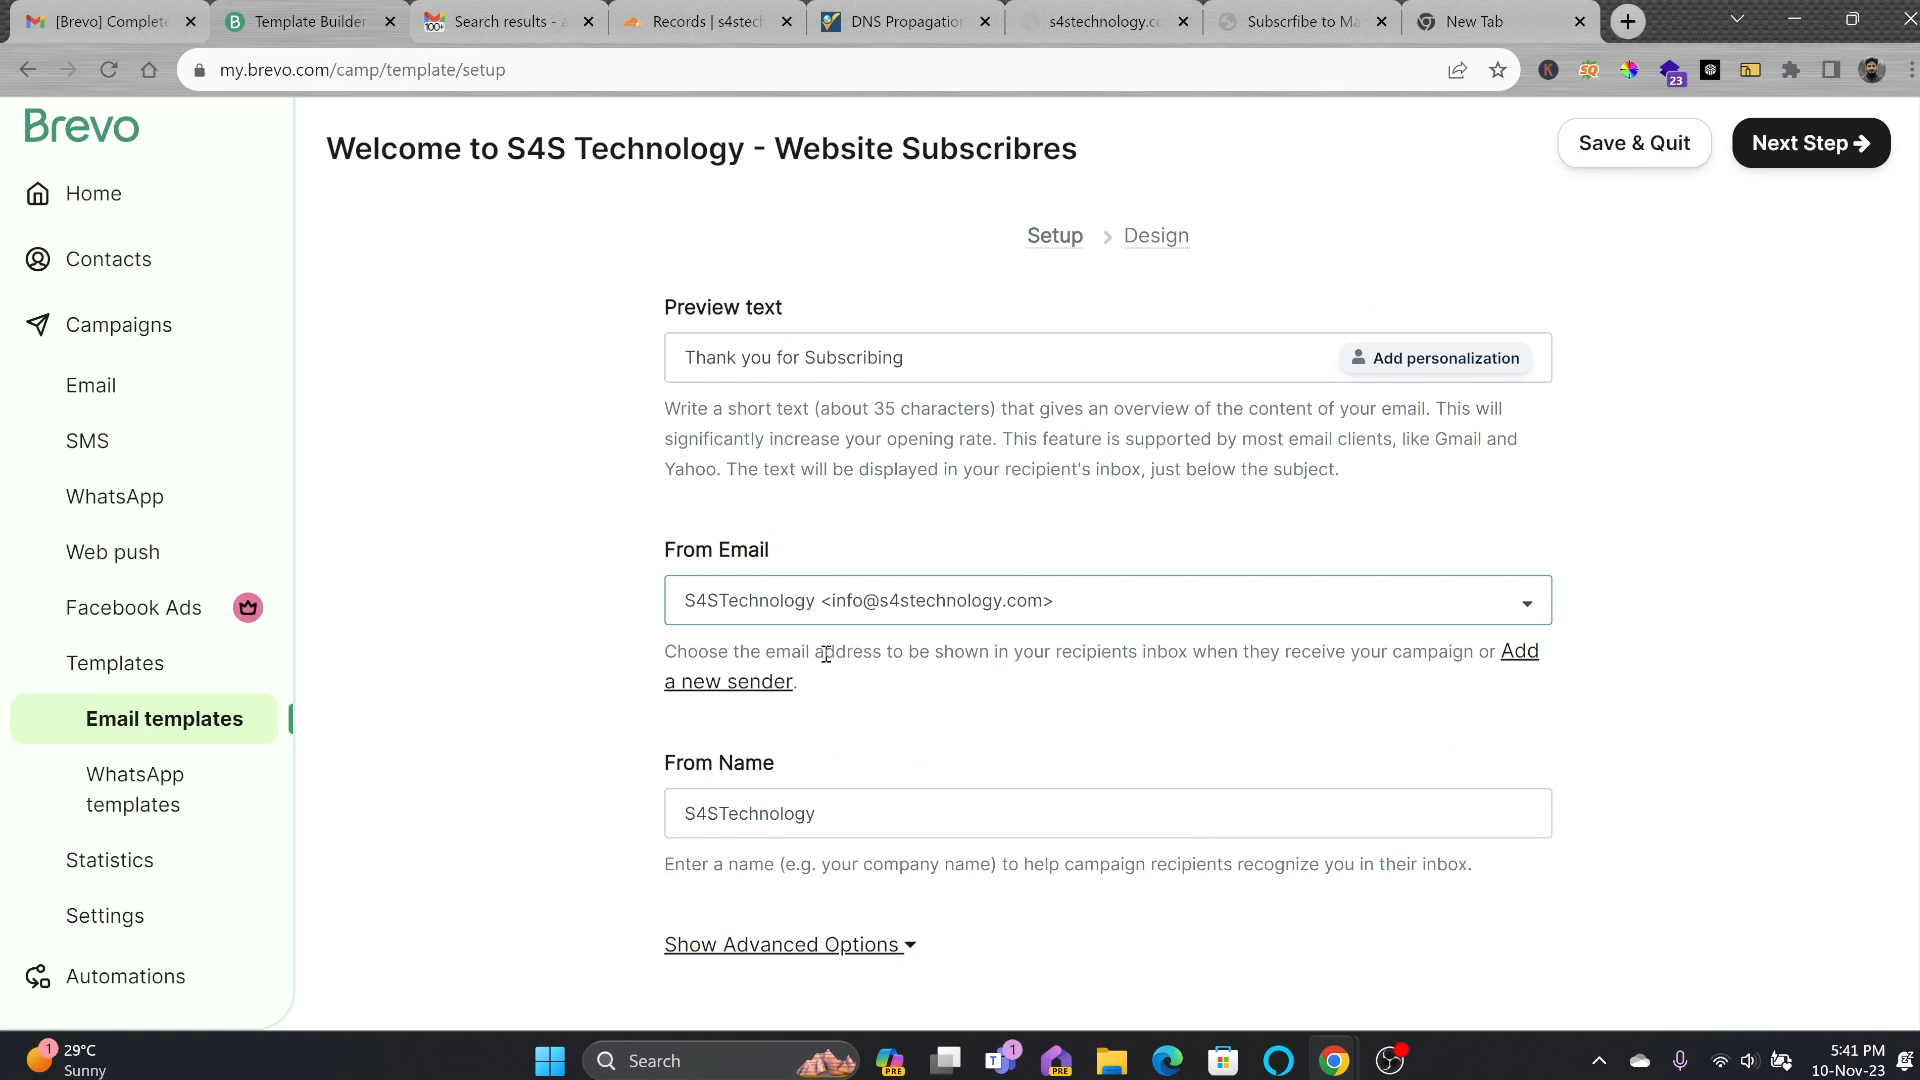 [Brevo] Complete
Template Builder
100+
Search results - a
Records | s4stech
DNS Propagation
s4stechnology.co
Subscrfibe to Ma
New Tab
my.brevo.com/camp/template/setup
K
SQ
23
Brevo
Welcome to S4S Technology - Website Subscribres
Save & Quit
Next Step
Home
Setup
Design
Contacts
Preview text
Campaigns
Thank you for Subscribing
Add personalization
Email
Write a short text (about 35 characters) that gives an overview of the content of your email. This will
significantly increase your opening rate. This feature is supported by most email clients, like Gmail and
SMS
Yahoo. The text will be displayed in your recipient's inbox, just below the subject.
WhatsApp
Web push
From Email
Facebook Ads
S4STechnology <info@s4stechnology.com>
Templates
Choose the email address to be shown in your recipients inbox when they receive your campaign or Add
a new sender.
Email templates
From Name
WhatsApp
templates
S4STechnology
Statistics
Enter a name (e.g. your company name) to help campaign recipients recognize you in their inbox.
Settings
Show Advanced Options
Automations
1
29°C
Sunny
Search
PRE
T
1
PRE
5:41 PM
10-Nov-23